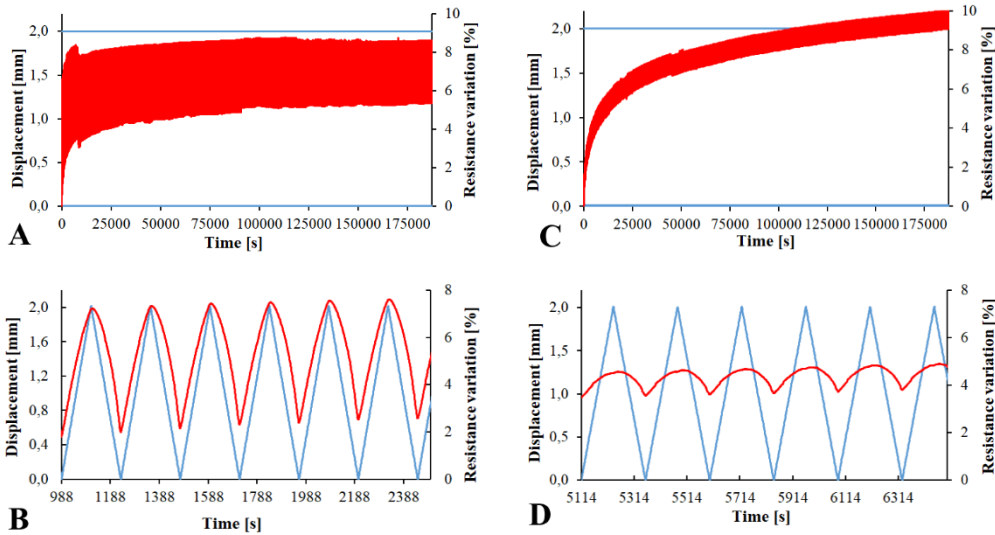 A
Displacement [mm]
2,0
1,5
1,0
0,5
0,0
10
8
6
4
2
0
Resistance variation [%]
0 25000 50000 75000 100000 125000 150000 175000
Time [s]
C
Displacement [mm]
2,0
1,5
1,0
0,5
0,0
10
8
6
4
2
0
Resistance variation [%]
0 25000 50000 75000 100000 125000 150000 175000
Time [s]
B
Displacement [mm]
2,0
1,6
1,2
0,8
0,4
0,0
8
6
4
2
0
Resistance variation [%]
988 1188 1388 1588 1788 1988 2188 2388
Time [s]
D
Displacement [mm]
2,0
1,5
1,0
0,5
0,0
8
6
4
2
0
Resistance variation [%]
5114 5314 5514 5714 5914 6114 6314
Time [s]